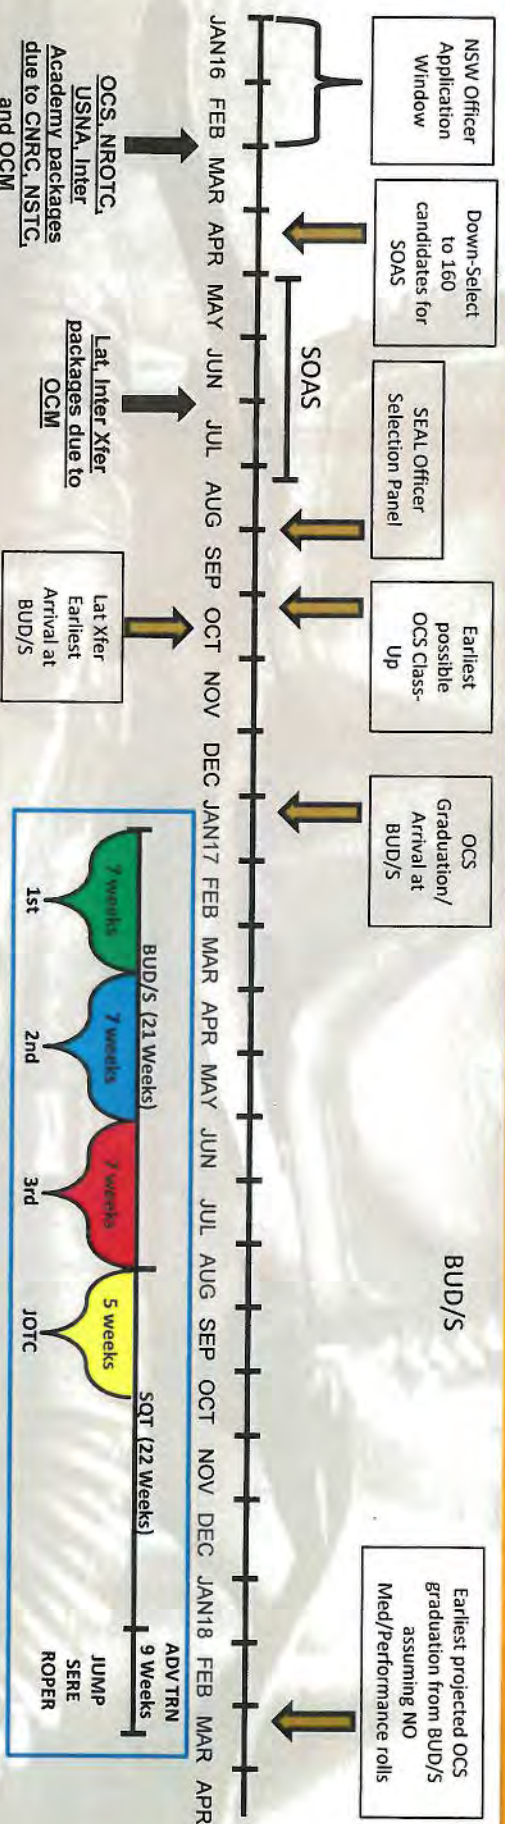 NSW Officer
Application
Window
Down-Select
to 160
candidates for
SOAS
SEAL Officer
Selection Panel
Earliest
possible
OCS Class-
Up
OCS
Graduation/
Arrival at
BUD/S
BUD/S
Earliest projected OCS
graduation from BUD/S
assuming NO
Med/Performance rolls
SOAS
JAN16 FEB MAR APR MAY JUN JUL AUG SEP OCT NOV DEC JAN17 FEB MAR APR MAY JUN JUL AUG SEP OCT NOV DEC JAN18 FEB MAR APR
OCS, NROTC,
USNA, Inter
Academy packages
due to CNRC, NSTC,
and OCM
Lat, Inter Xfer
packages due to
OCM
Lat Xfer
Earliest
Arrival at
BUD/S
BUD/S (21 Weeks)
SQT (22 Weeks)
ADV TRN
9 Weeks
7 weeks
7 weeks
7 weeks
5 weeks
JUMP
SERE
ROPER
1st
2nd
3rd
JOTC